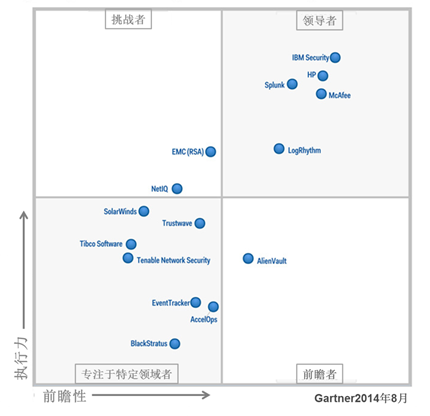 挑战者
领导者
IBM Security
HP
Splunk
McAfee
EMC (RSA)
LogRhythm
NetIQ
SolarWinds
Trustwave
Tibco Software
Tenable Network Security
AlienVault
EventTracker
AccelOps
BlackStratus
执行力
专注于特定领域者
前瞻者
前瞻性
Gartner2014年8月